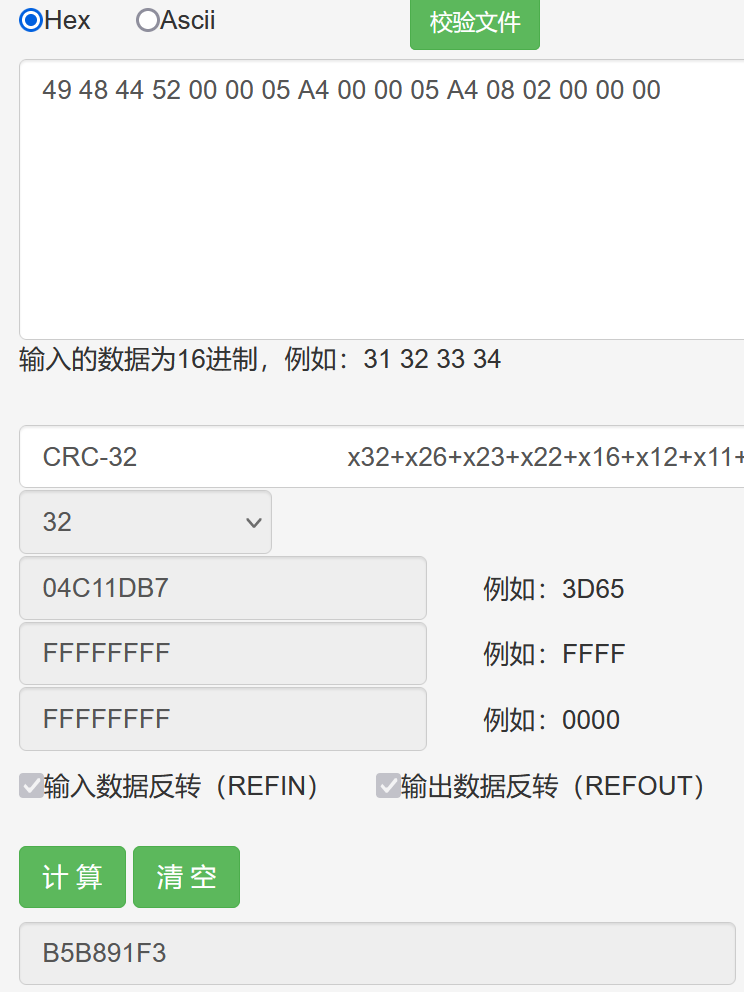 Hex Ascii 校验文件
49 48 44 52 00 00 05 A4 00 00 05 A4 08 02 00 00 00
输入的数据为16进制，例如：31 32 33 34
CRC-32 x32+x26+x23+x22+x16+x12+x11+
32
04C11DB7 例如：3D65
FFFFFFFF 例如：FFFF
FFFFFFFF 例如：0000
输入数据反转（REFIN） 输出数据反转（REFOUT）
计 算 清 空
B5B891F3